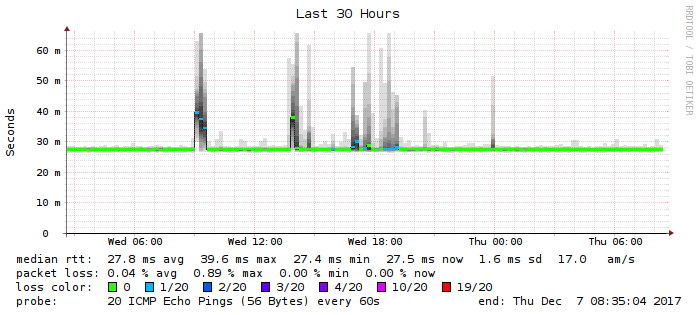 Last 30 Hours
RRDTOOL / TOBI OETIKER
Seconds
60 m
50 m
40 m
30 m
20 m
10 m
0
Wed 06:00 Wed 12:00 Wed 18:00 Thu 00:00 Thu 06:00
median rtt: 27.8 ms avg 39.6 ms max 27.4 ms min 27.5 ms now 1.6 ms sd 17.0 am/s
packet loss: 0.04 % avg 0.89 % max 0.00 % min 0.00 % now
loss color: 0 1/20 2/20 3/20 4/20 10/20 19/20
probe: 20 ICMP Echo Pings (56 Bytes) every 60s end: Thu Dec 7 08:35:04 2017